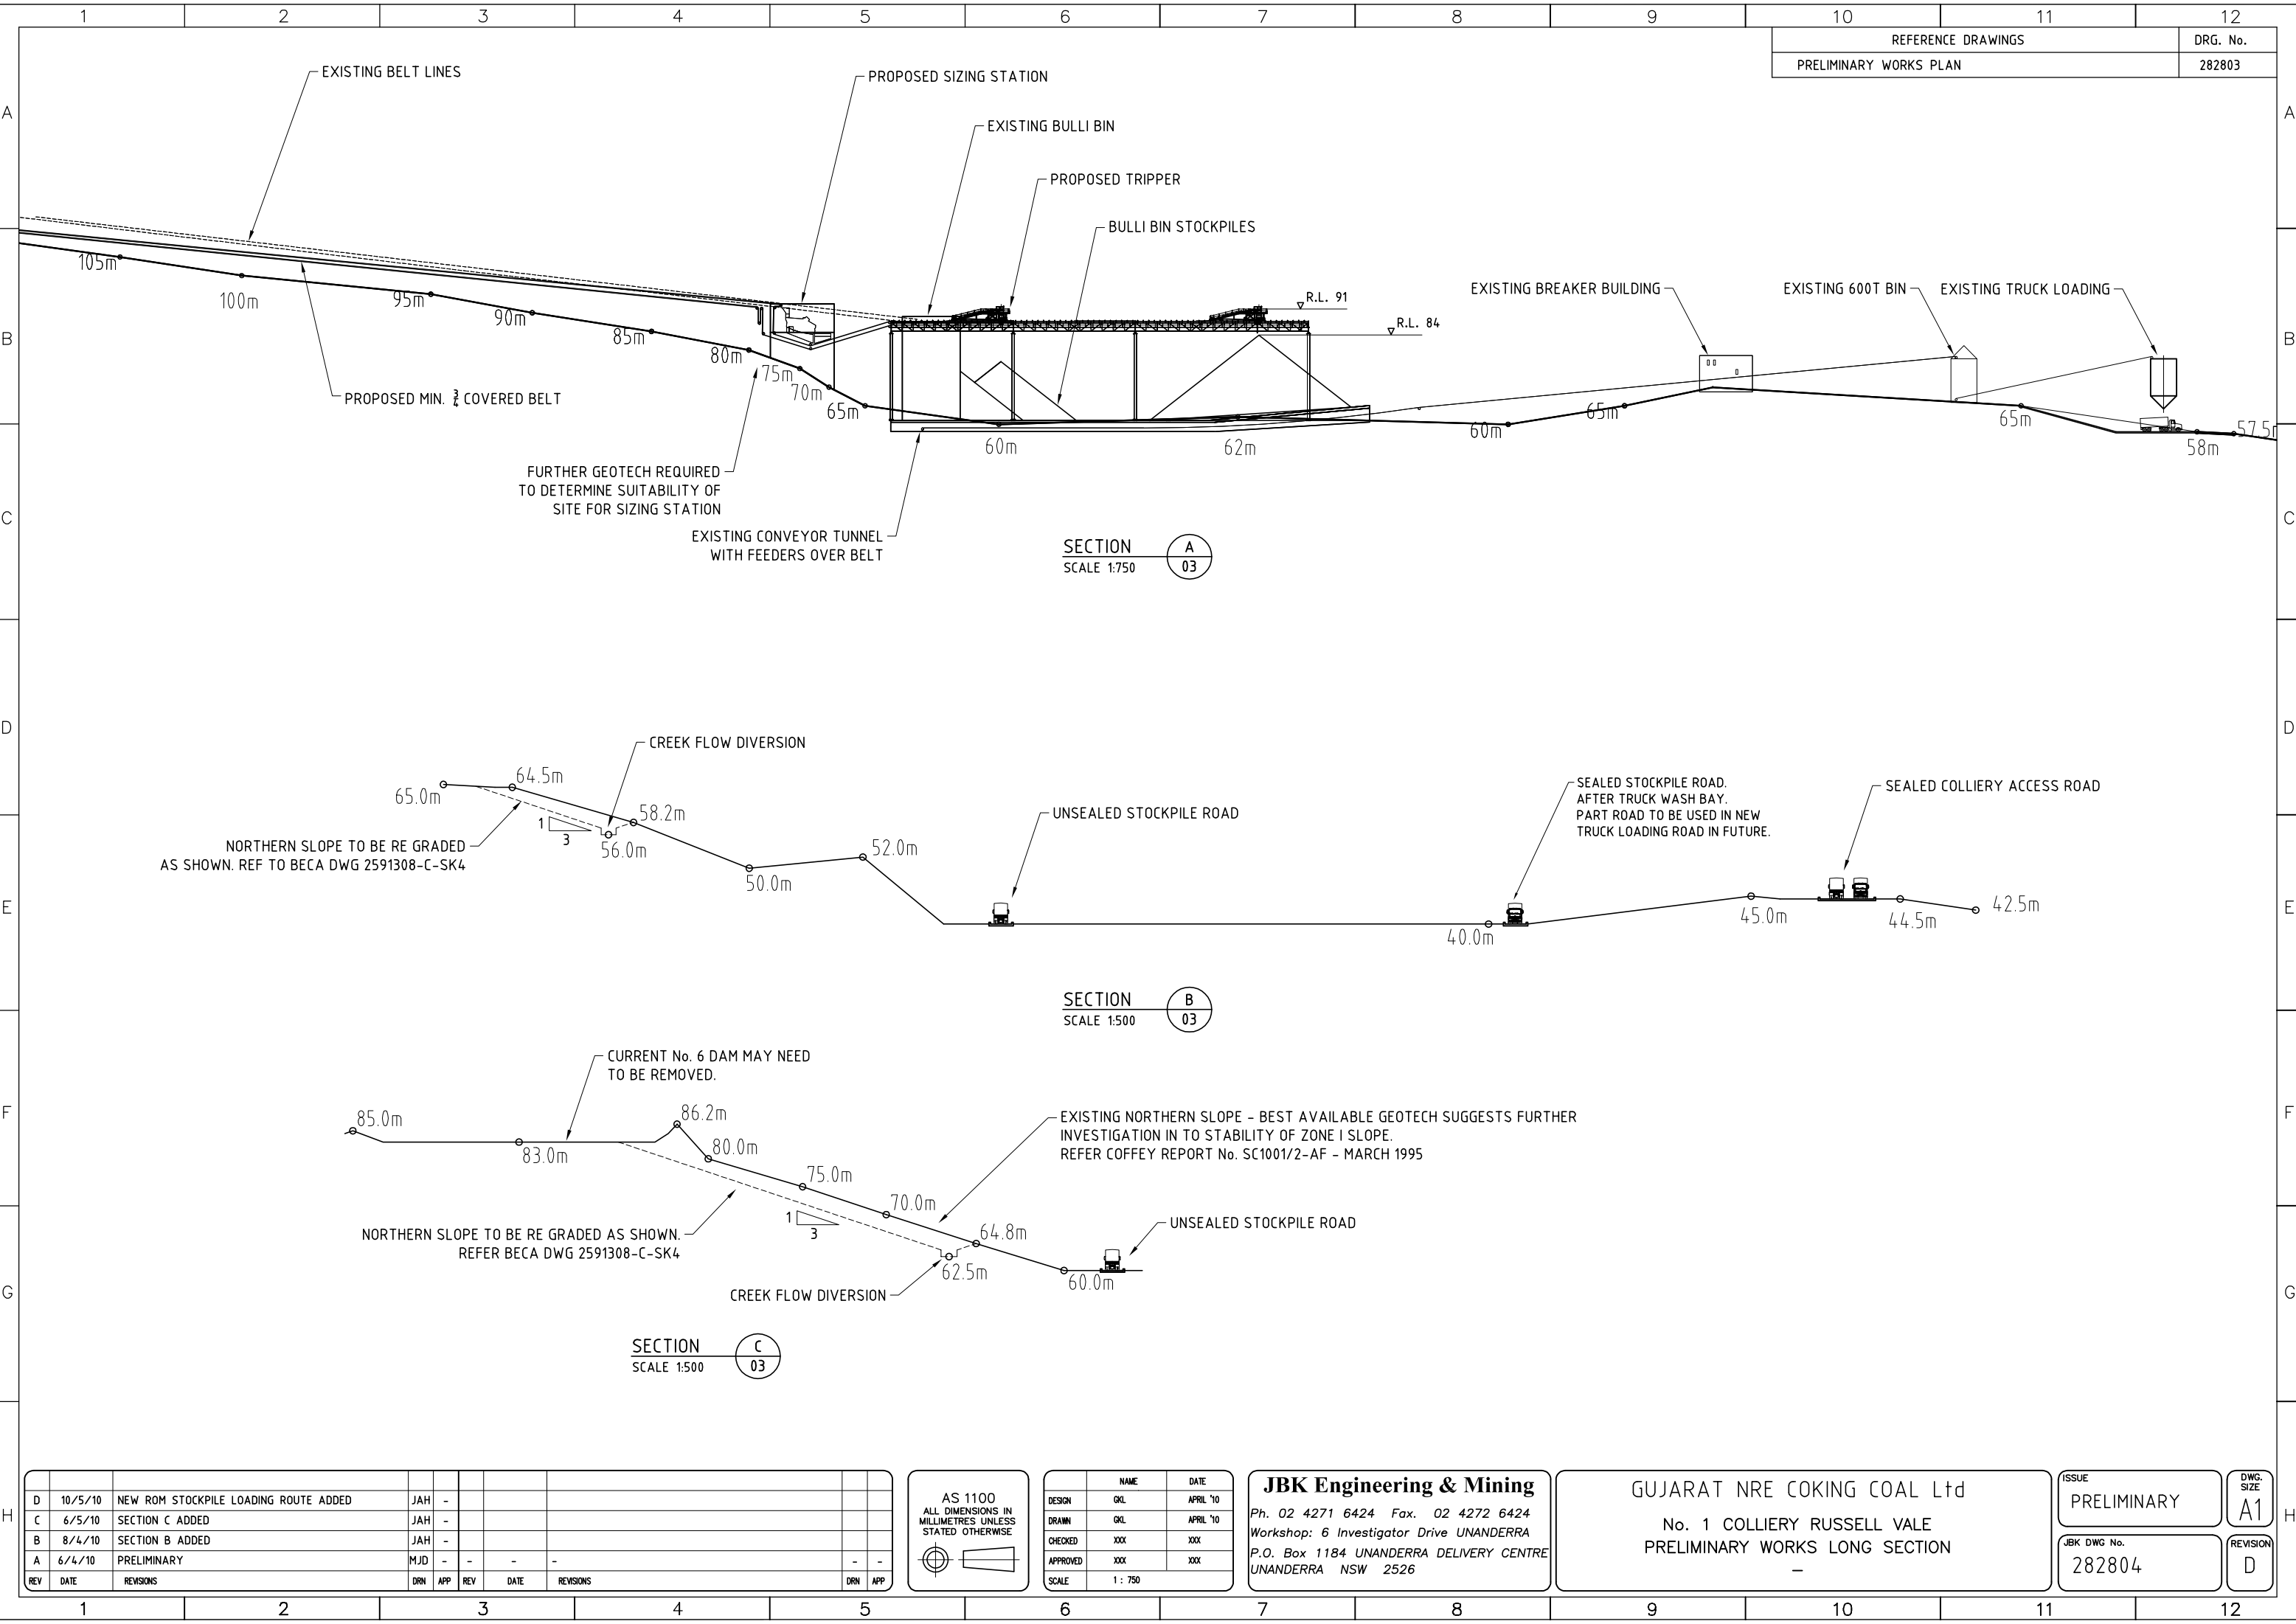 1 2 3 4 5 6 7 8 9 10 11 12
REFERENCE DRAWINGS DRG. No.
PRELIMINARY WORKS PLAN 282803
A A
B B
C C
D D
E E
F F
G G
H H
EXISTING BELT LINES
PROPOSED SIZING STATION
EXISTING BULLI BIN
PROPOSED TRIPPER
BULLI BIN STOCKPILES
EXISTING BREAKER BUILDING
EXISTING 600T BIN
EXISTING TRUCK LOADING
R.L. 91
R.L. 84
105m
100m
95m
90m
85m
80m
75m
70m
65m
60m
62m
60m
65m
65m
58m
57.5m
PROPOSED MIN. ¾ COVERED BELT
FURTHER GEOTECH REQUIRED
TO DETERMINE SUITABILITY OF
SITE FOR SIZING STATION
EXISTING CONVEYOR TUNNEL
WITH FEEDERS OVER BELT
SECTION A
SCALE 1:750 03
CREEK FLOW DIVERSION
65.0m
64.5m
58.2m
1
3
56.0m
50.0m
52.0m
NORTHERN SLOPE TO BE RE GRADED
AS SHOWN. REF TO BECA DWG 2591308-C-SK4
UNSEALED STOCKPILE ROAD
SEALED STOCKPILE ROAD.
AFTER TRUCK WASH BAY.
PART ROAD TO BE USED IN NEW
TRUCK LOADING ROAD IN FUTURE.
SEALED COLLIERY ACCESS ROAD
40.0m
45.0m
44.5m
42.5m
SECTION B
SCALE 1:500 03
CURRENT No. 6 DAM MAY NEED
TO BE REMOVED.
85.0m
83.0m
86.2m
80.0m
75.0m
70.0m
64.8m
62.5m
60.0m
1
3
EXISTING NORTHERN SLOPE - BEST AVAILABLE GEOTECH SUGGESTS FURTHER
INVESTIGATION IN TO STABILITY OF ZONE I SLOPE.
REFER COFFEY REPORT No. SC1001/2-AF - MARCH 1995
NORTHERN SLOPE TO BE RE GRADED AS SHOWN.
REFER BECA DWG 2591308-C-SK4
UNSEALED STOCKPILE ROAD
CREEK FLOW DIVERSION
SECTION C
SCALE 1:500 03
D 10/5/10 NEW ROM STOCKPILE LOADING ROUTE ADDED JAH -
C 6/5/10 SECTION C ADDED JAH -
B 8/4/10 SECTION B ADDED JAH -
A 6/4/10 PRELIMINARY MJD - - - - - -
REV DATE REVISIONS DRN APP REV DATE REVISIONS DRN APP
AS 1100
ALL DIMENSIONS IN
MILLIMETRES UNLESS
STATED OTHERWISE
NAME DATE
DESIGN GKL APRIL '10
DRAWN GKL APRIL '10
CHECKED XXX XXX
APPROVED XXX XXX
SCALE 1 : 750
JBK Engineering & Mining
Ph. 02 4271 6424 Fax. 02 4272 6424
Workshop: 6 Investigator Drive UNANDERRA
P.O. Box 1184 UNANDERRA DELIVERY CENTRE
UNANDERRA NSW 2526
GUJARAT NRE COKING COAL Ltd
No. 1 COLLIERY RUSSELL VALE
PRELIMINARY WORKS LONG SECTION
-
ISSUE
PRELIMINARY
DWG.
SIZE
A1
JBK DWG No.
282804
REVISION
D
1 2 3 4 5 6 7 8 9 10 11 12